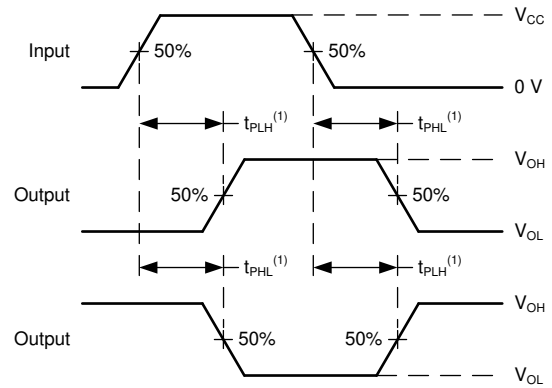 V_CC
Input 50% 50%
0 V
t_PLH^(1) t_PHL^(1)
V_OH
Output 50% 50%
V_OL
t_PHL^(1) t_PLH^(1)
V_OH
Output 50% 50%
V_OL